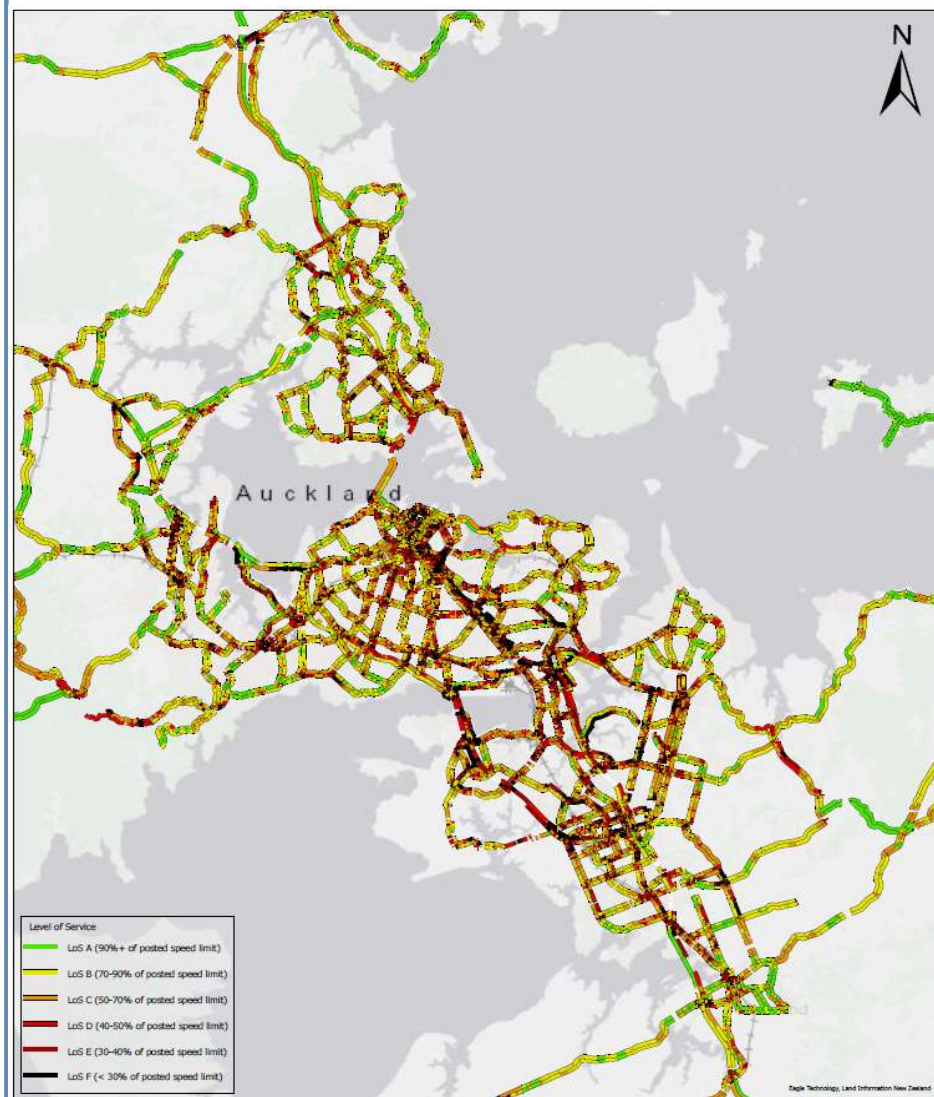 N
Auckland
Level of Service
LoS A (90%+ of posted speed limit)
LoS B (70-90% of posted speed limit)
LoS C (50-70% of posted speed limit)
LoS D (40-50% of posted speed limit)
LoS E (30-40% of posted speed limit)
LoS F (< 30% of posted speed limit)
Eagle Technology, Land Information New Zealand